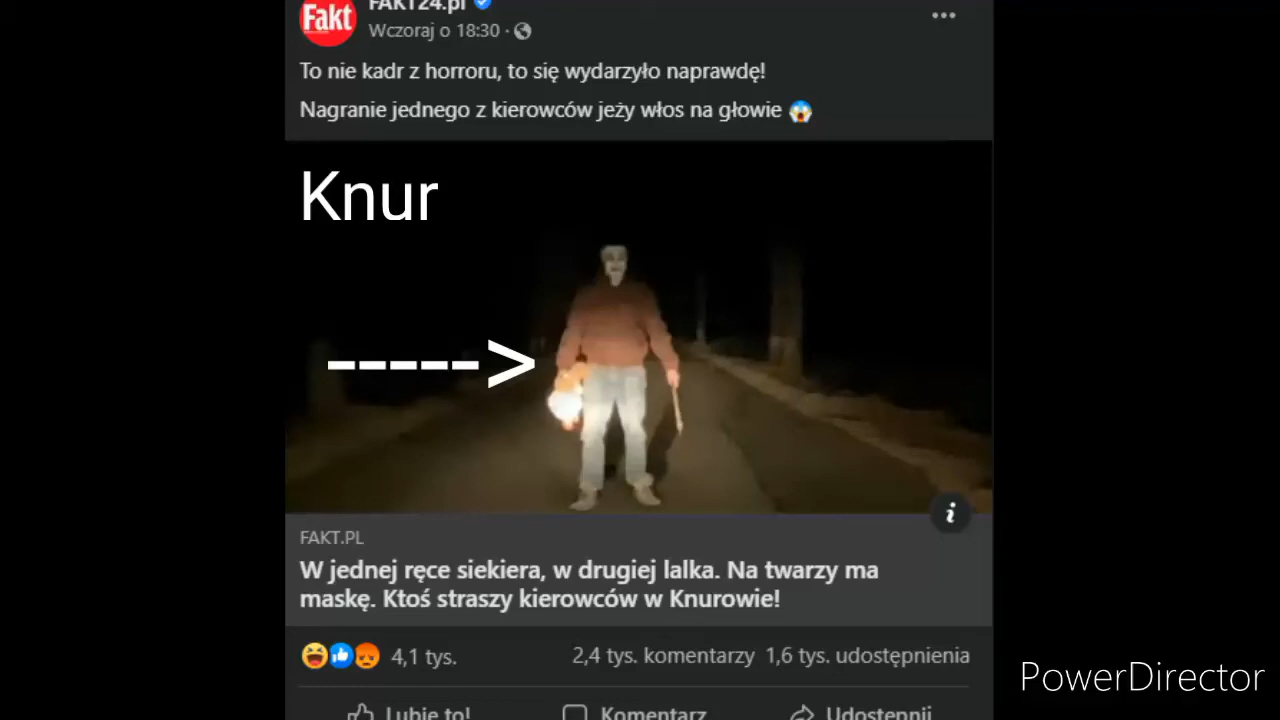 Fakt
FAKT24.pl
Wczoraj o 18:30 ·
To nie kadr z horroru, to się wydarzyło naprawdę!
Nagranie jednego z kierowców jeży włos na głowie 😱
Knur
----->
i
FAKT.PL
W jednej ręce siekiera, w drugiej lalka. Na twarzy ma
maskę. Ktoś straszy kierowców w Knurowie!
4,1 tys. 2,4 tys. komentarzy 1,6 tys. udostępnienia
Lubię to! Komentarz Udostępnij
PowerDirector